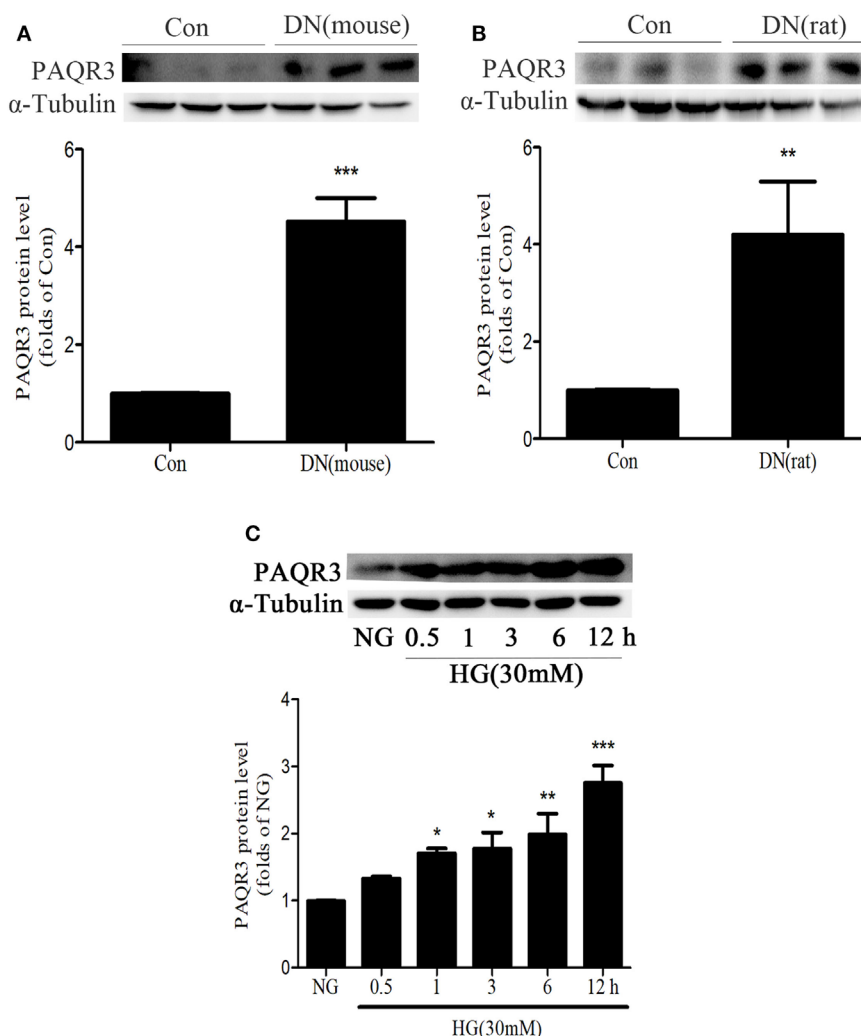 A
Con
DN(mouse)
PAQR3
α-Tubulin
PAQR3 protein level
(folds of Con)
6
4
2
0
***
Con
DN(mouse)
B
Con
DN(rat)
PAQR3
α-Tubulin
PAQR3 protein level
(folds of Con)
6
4
2
0
**
Con
DN(rat)
C
PAQR3
α-Tubulin
NG 0.5 1 3 6 12 h
HG(30mM)
PAQR3 protein level
(folds of NG)
4
3
2
1
0
* * ** ***
NG 0.5 1 3 6 12 h
HG(30mM)